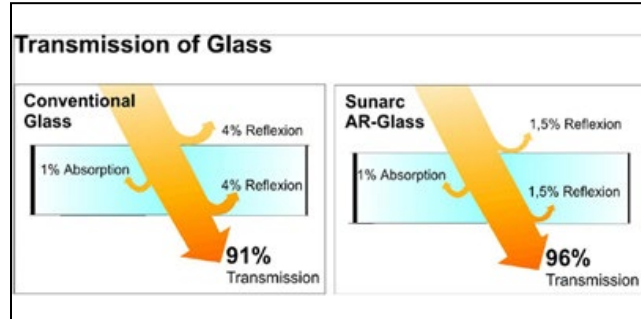 Transmission of Glass
Conventional
Glass
4% Reflexion
1% Absorption
4% Reflexion
91%
Transmission
Sunarc
AR-Glass
1,5% Reflexion
1% Absorption
1,5% Reflexion
96%
Transmission